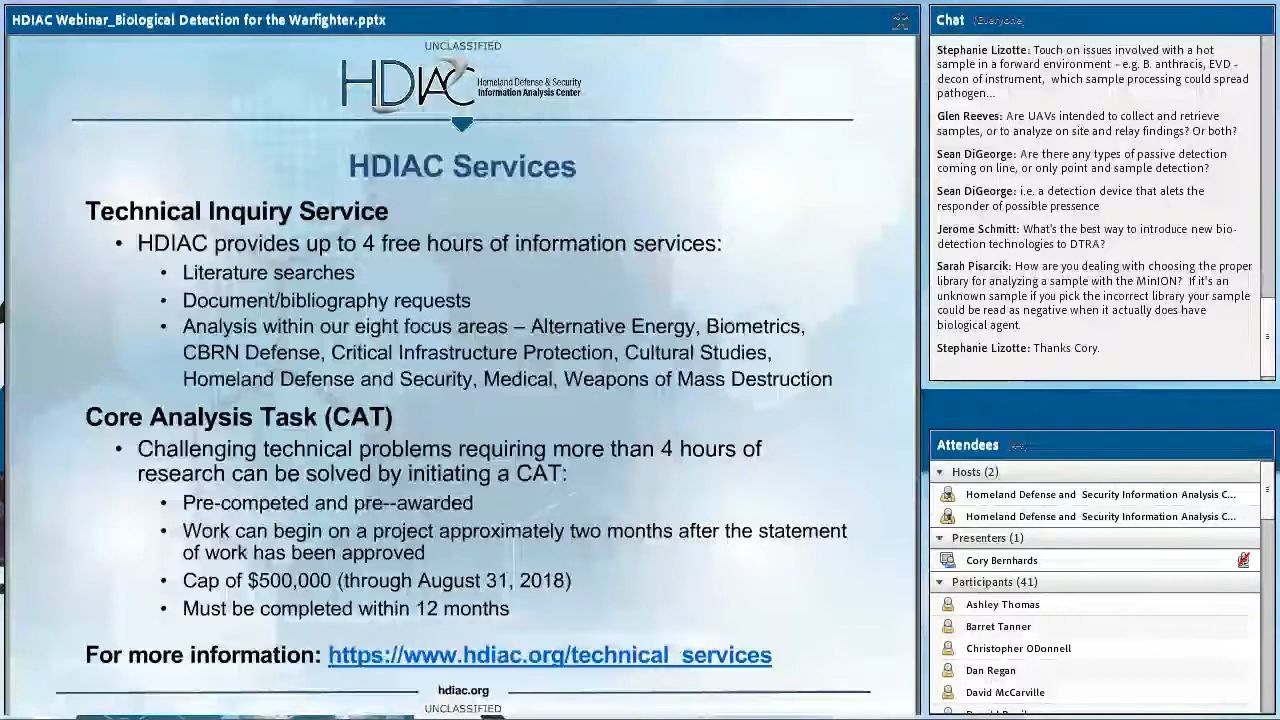 HDIAC Webinar_Biological Detection for the Warfighter.pptx
UNCLASSIFIED
HDIAC
Homeland Defense & Security
Information Analysis Center
HDIAC Services
Technical Inquiry Service
• HDIAC provides up to 4 free hours of information services:
• Literature searches
• Document/bibliography requests
• Analysis within our eight focus areas – Alternative Energy, Biometrics,
CBRN Defense, Critical Infrastructure Protection, Cultural Studies,
Homeland Defense and Security, Medical, Weapons of Mass Destruction
Core Analysis Task (CAT)
• Challenging technical problems requiring more than 4 hours of
research can be solved by initiating a CAT:
• Pre-competed and pre--awarded
• Work can begin on a project approximately two months after the statement
of work has been approved
• Cap of $500,000 (through August 31, 2018)
• Must be completed within 12 months
For more information: https://www.hdiac.org/technical_services
hdiac.org
UNCLASSIFIED
Chat (Everyone)
Stephanie Lizotte: Touch on issues involved with a hot
sample in a forward environment – e.g. B. anthracis, EVD -
decon of instrument, which sample processing could spread
pathogen...
Glen Reeves: Are UAVs intended to collect and retrieve
samples, or to analyze on site and relay findings? Or both?
Sean DiGeorge: Are there any types of passive detection
coming on line, or only point and sample detection?
Sean DiGeorge: i.e. a detection device that alets the
responder of possible presence
Jerome Schmitt: What's the best way to introduce new bio-
detection technologies to DTRA?
Sarah Pisarcik: How are you dealing with choosing the proper
library for analyzing a sample with the MinION? If it's an
unknown sample if you pick the incorrect library your sample
could be read as negative when it actually does have
biological agent.
Stephanie Lizotte: Thanks Cory.
Attendees
Hosts (2)
Homeland Defense and Security Information Analysis C...
Homeland Defense and Security Information Analysis C...
Presenters (1)
Cory Bernhards
Participants (41)
Ashley Thomas
Barret Tanner
Christopher ODonnell
Dan Regan
David McCarville